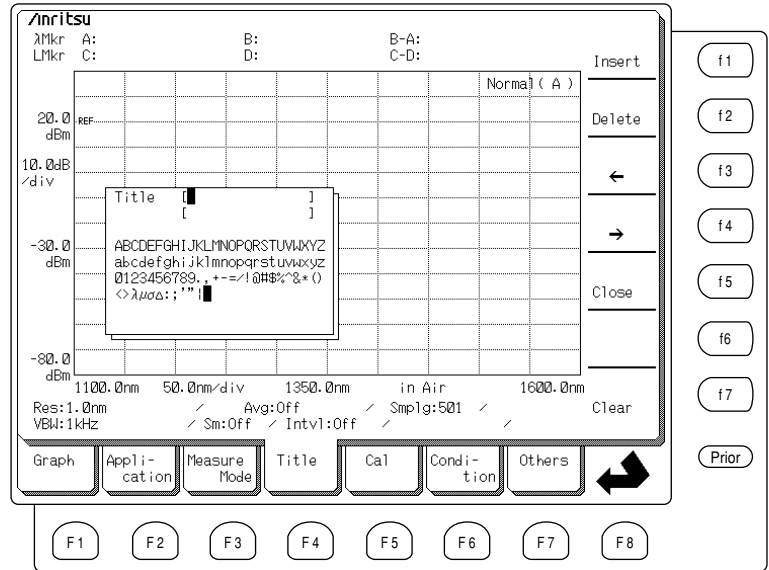 /Inritsu
λMkr A: B: B-A:
LMkr C: D: C-D:
Normal ( A )
20.0 REF
dBm
10.0dB
/div
-30.0
dBm
-80.0
dBm
Title [ ]
[ ]
ABCDEFGHIJKLMNOPQRSTUVWXYZ
abcdefghijklmnopqrstuvwxyz
0123456789.,+-=/!@#$%^&*()
<>λμσΔ:;'"¦
1100.0nm 50.0nm/div 1350.0nm in Air 1600.0nm
Res:1.0nm / Avg:Off / Smplg:501 /
VBW:1kHz / Sm:Off / Intvl:Off / /
Insert
Delete
←
→
Close
Clear
Graph
Appli-
cation
Measure
Mode
Title
Cal
Condi-
tion
Others
f1
f2
f3
f4
f5
f6
f7
Prior
F1 F2 F3 F4 F5 F6 F7 F8